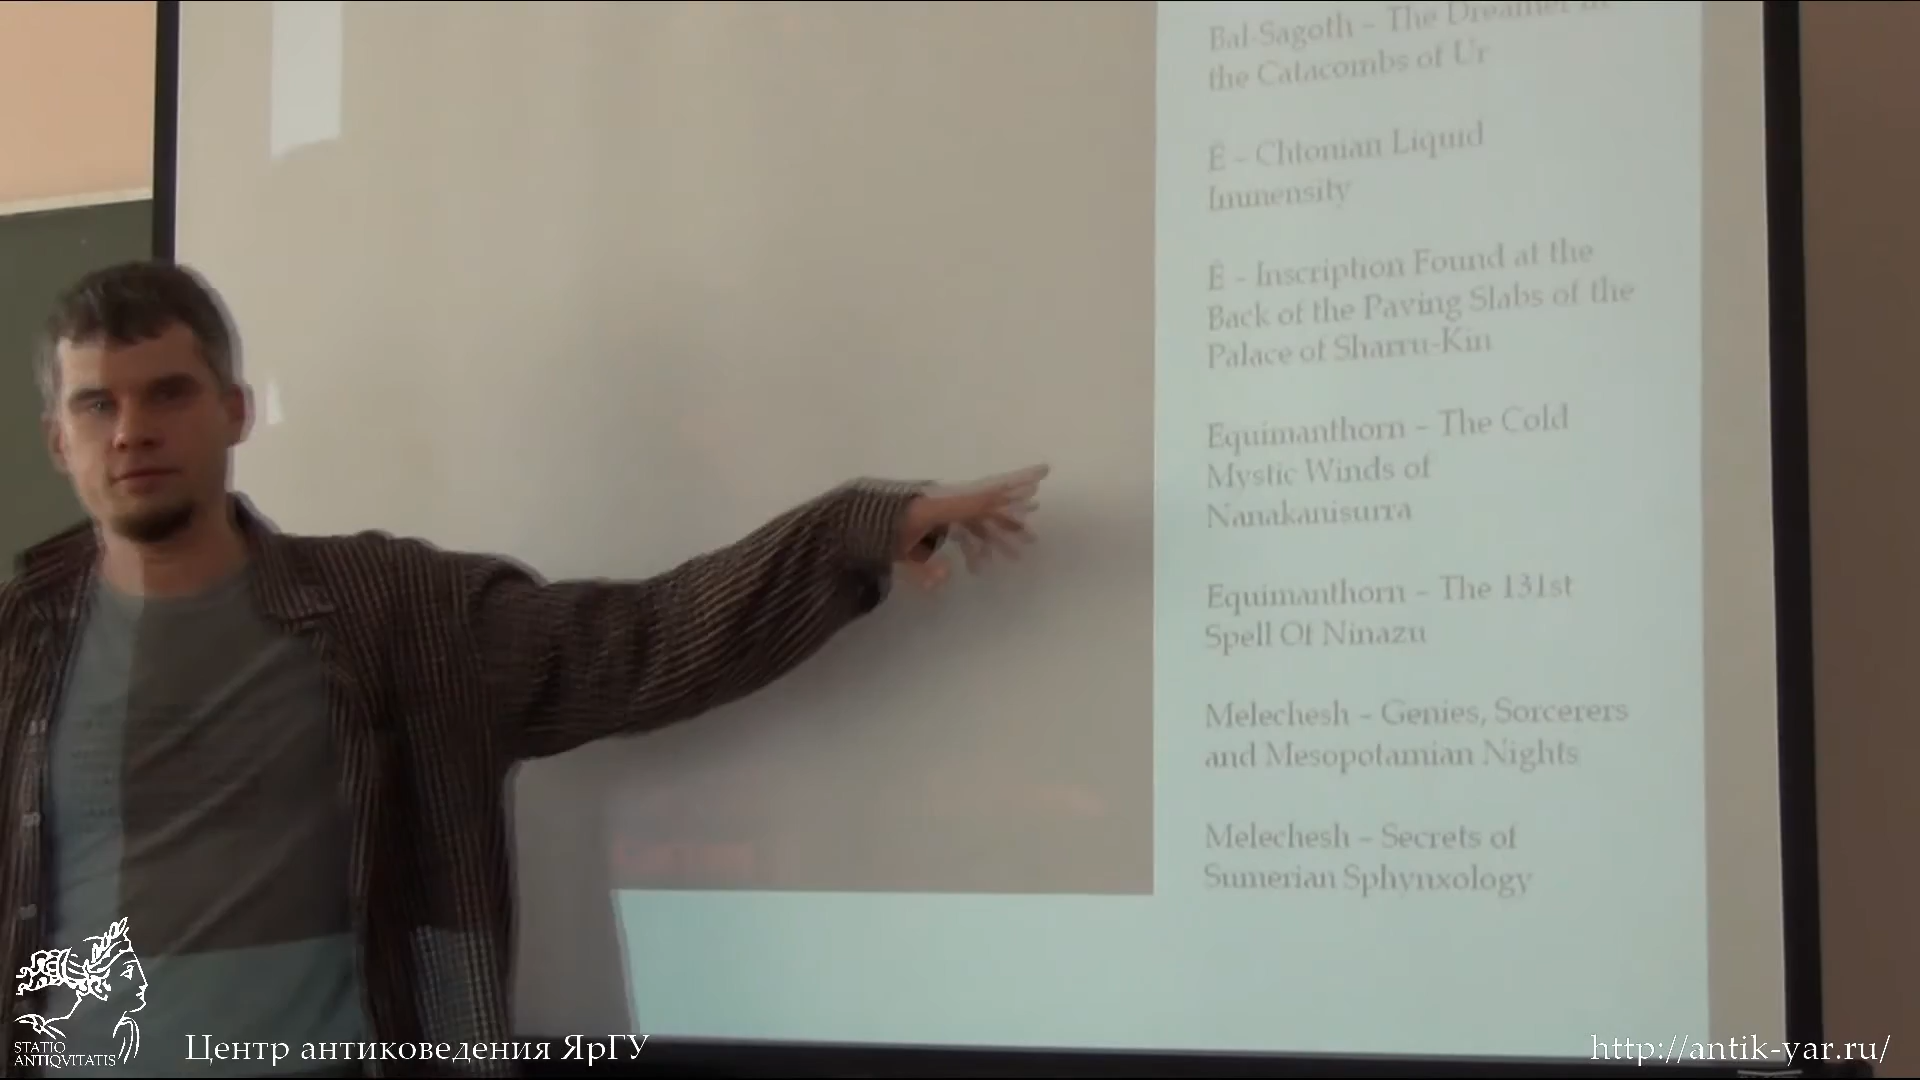 Bal-Sagoth – The Dreamer in
the Catacombs of Ur
É – Chtonian Liquid
Immensity
É – Inscription Found at the
Back of the Paving Slabs of the
Palace of Sharru-Kin
Equimanthorn – The Cold
Mystic Winds of
Nanakanisurra
Equimanthorn – The 131st
Spell Of Ninazu
Melechesh – Genies, Sorcerers
and Mesopotamian Nights
Melechesh – Secrets of
Sumerian Sphynxology
STATIO
ANTIQVITATIS
Центр антиковедения ЯрГУ
http://antik-yar.ru/